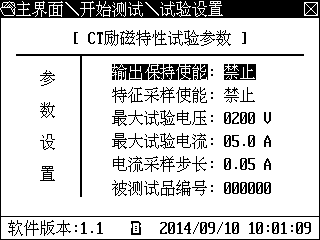 主界面\开始测试\试验设置
[ CT励磁特性试验参数 ]
参数设置
输出保持使能: 禁止
特征采样使能: 禁止
最大试验电压: 0200 V
最大试验电流: 05.0 A
电流采样步长: 0.05 A
被测试品编号: 000000
软件版本:1.1 2014/09/10 10:01:09